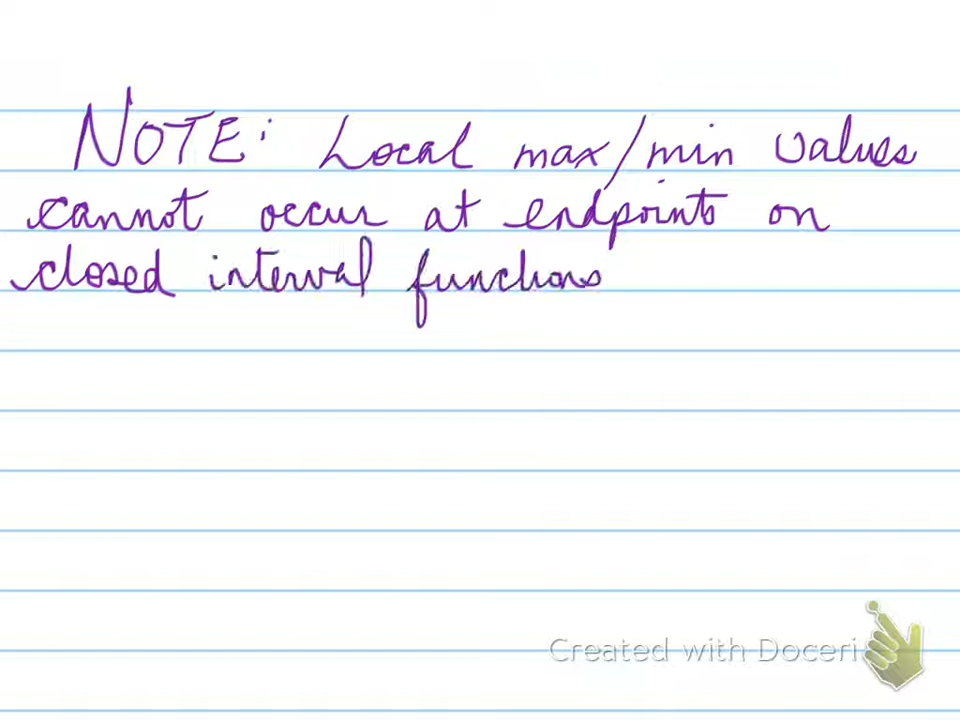 NOTE: Local max/min values
cannot occur at endpoints on
closed interval functions
Created with Doceri